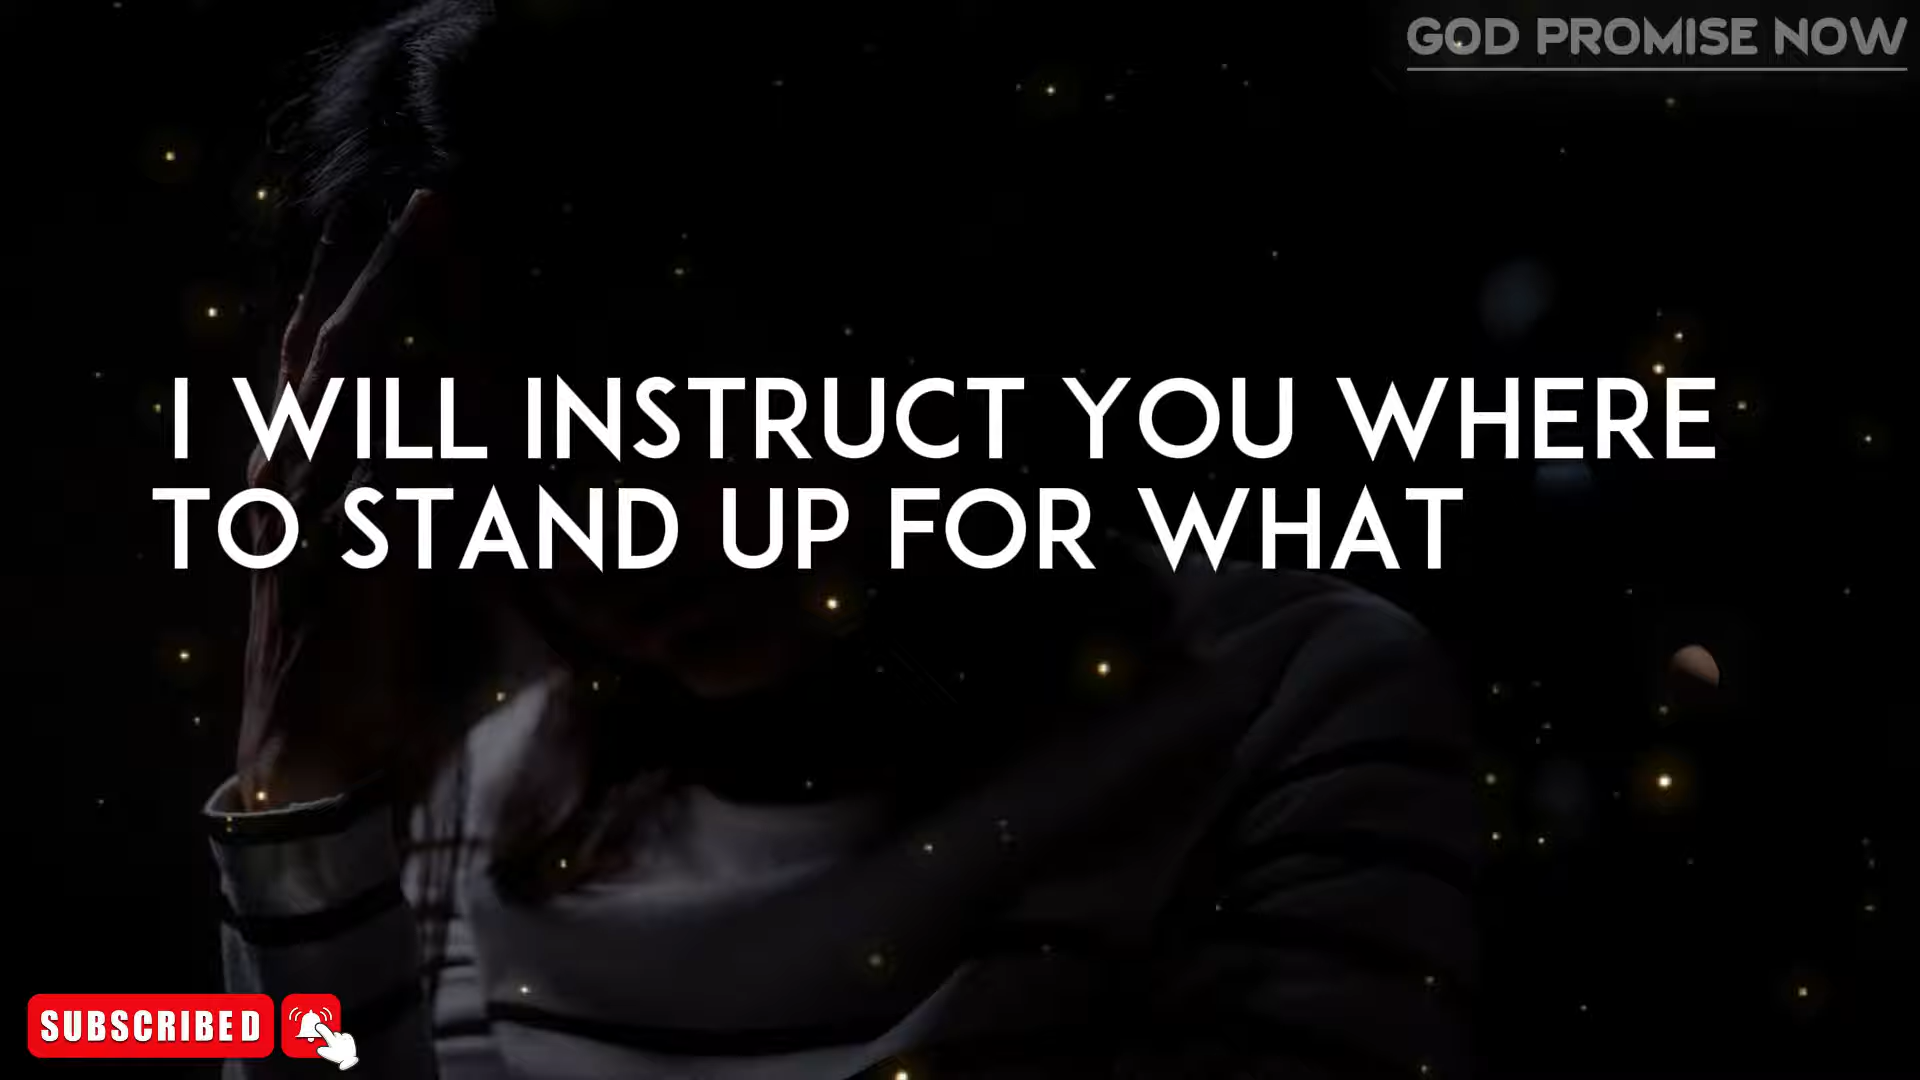 GOD PROMISE NOW
I WILL INSTRUCT YOU WHERE
TO STAND UP FOR WHAT
SUBSCRIBED